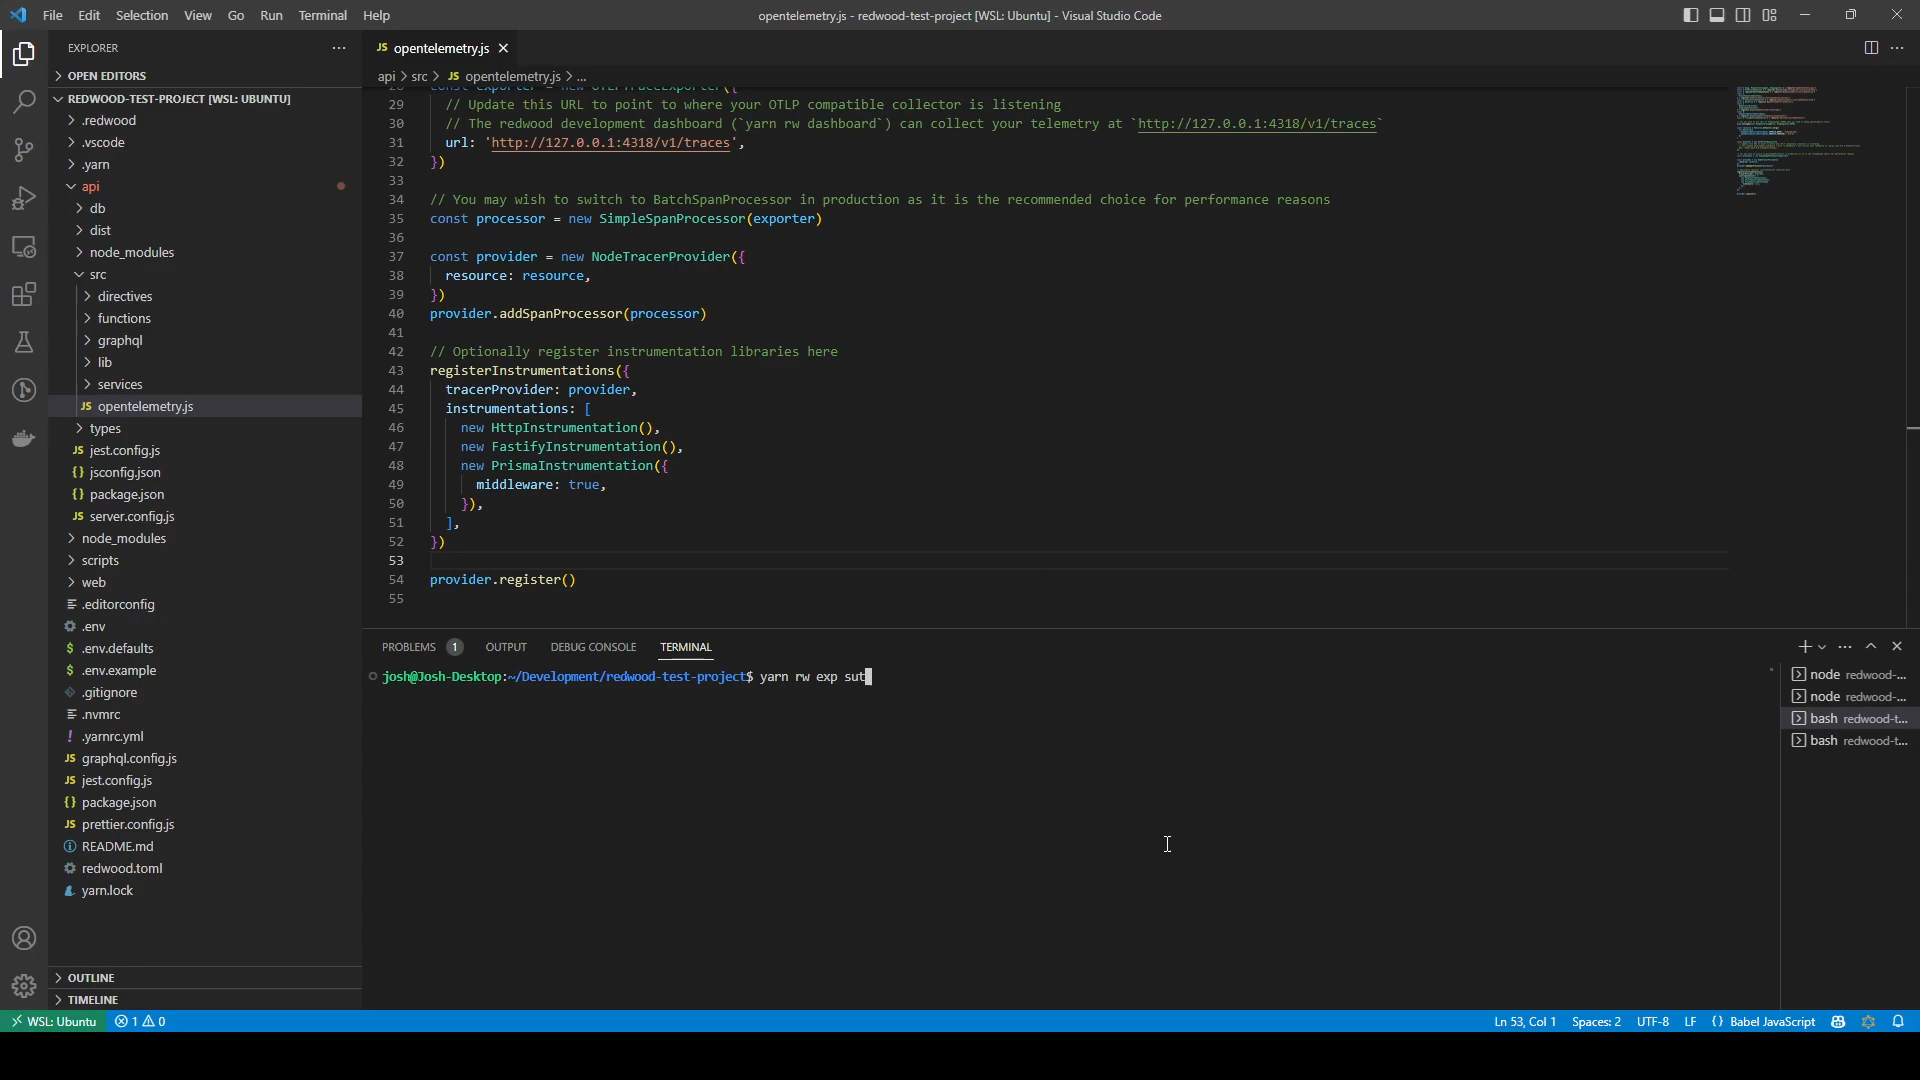 File Edit Selection View Go Run Terminal Help
opentelemetry.js - redwood-test-project [WSL: Ubuntu] - Visual Studio Code
EXPLORER
OPEN EDITORS
REDWOOD-TEST-PROJECT [WSL: UBUNTU]
.redwood
.vscode
.yarn
api
db
dist
node_modules
src
directives
functions
graphql
lib
services
JS opentelemetry.js
types
JS jest.config.js
{} jsconfig.json
{} package.json
JS server.config.js
node_modules
scripts
web
.editorconfig
.env
$ .env.defaults
$ .env.example
.gitignore
.nvmrc
! .yarnrc.yml
JS graphql.config.js
JS jest.config.js
{} package.json
JS prettier.config.js
README.md
redwood.toml
yarn.lock
OUTLINE
TIMELINE
JS opentelemetry.js
api > src > JS opentelemetry.js > ...
28 const exporter = new OTLPTraceExporter({
29 // Update this URL to point to where your OTLP compatible collector is listening
30 // The redwood development dashboard (`yarn rw dashboard`) can collect your telemetry at `http://127.0.0.1:4318/v1/traces`
31 url: 'http://127.0.0.1:4318/v1/traces',
32 })
33
34 // You may wish to switch to BatchSpanProcessor in production as it is the recommended choice for performance reasons
35 const processor = new SimpleSpanProcessor(exporter)
36
37 const provider = new NodeTracerProvider({
38 resource: resource,
39 })
40 provider.addSpanProcessor(processor)
41
42 // Optionally register instrumentation libraries here
43 registerInstrumentations({
44 tracerProvider: provider,
45 instrumentations: [
46 new HttpInstrumentation(),
47 new FastifyInstrumentation(),
48 new PrismaInstrumentation({
49 middleware: true,
50 }),
51 ],
52 })
53
54 provider.register()
55
PROBLEMS 1 OUTPUT DEBUG CONSOLE TERMINAL
josh@Josh-Desktop:~/Development/redwood-test-project$ yarn rw exp sut
node redwood-...
node redwood-...
bash redwood-t...
bash redwood-t...
WSL: Ubuntu 1 0
Ln 53, Col 1 Spaces: 2 UTF-8 LF {} Babel JavaScript